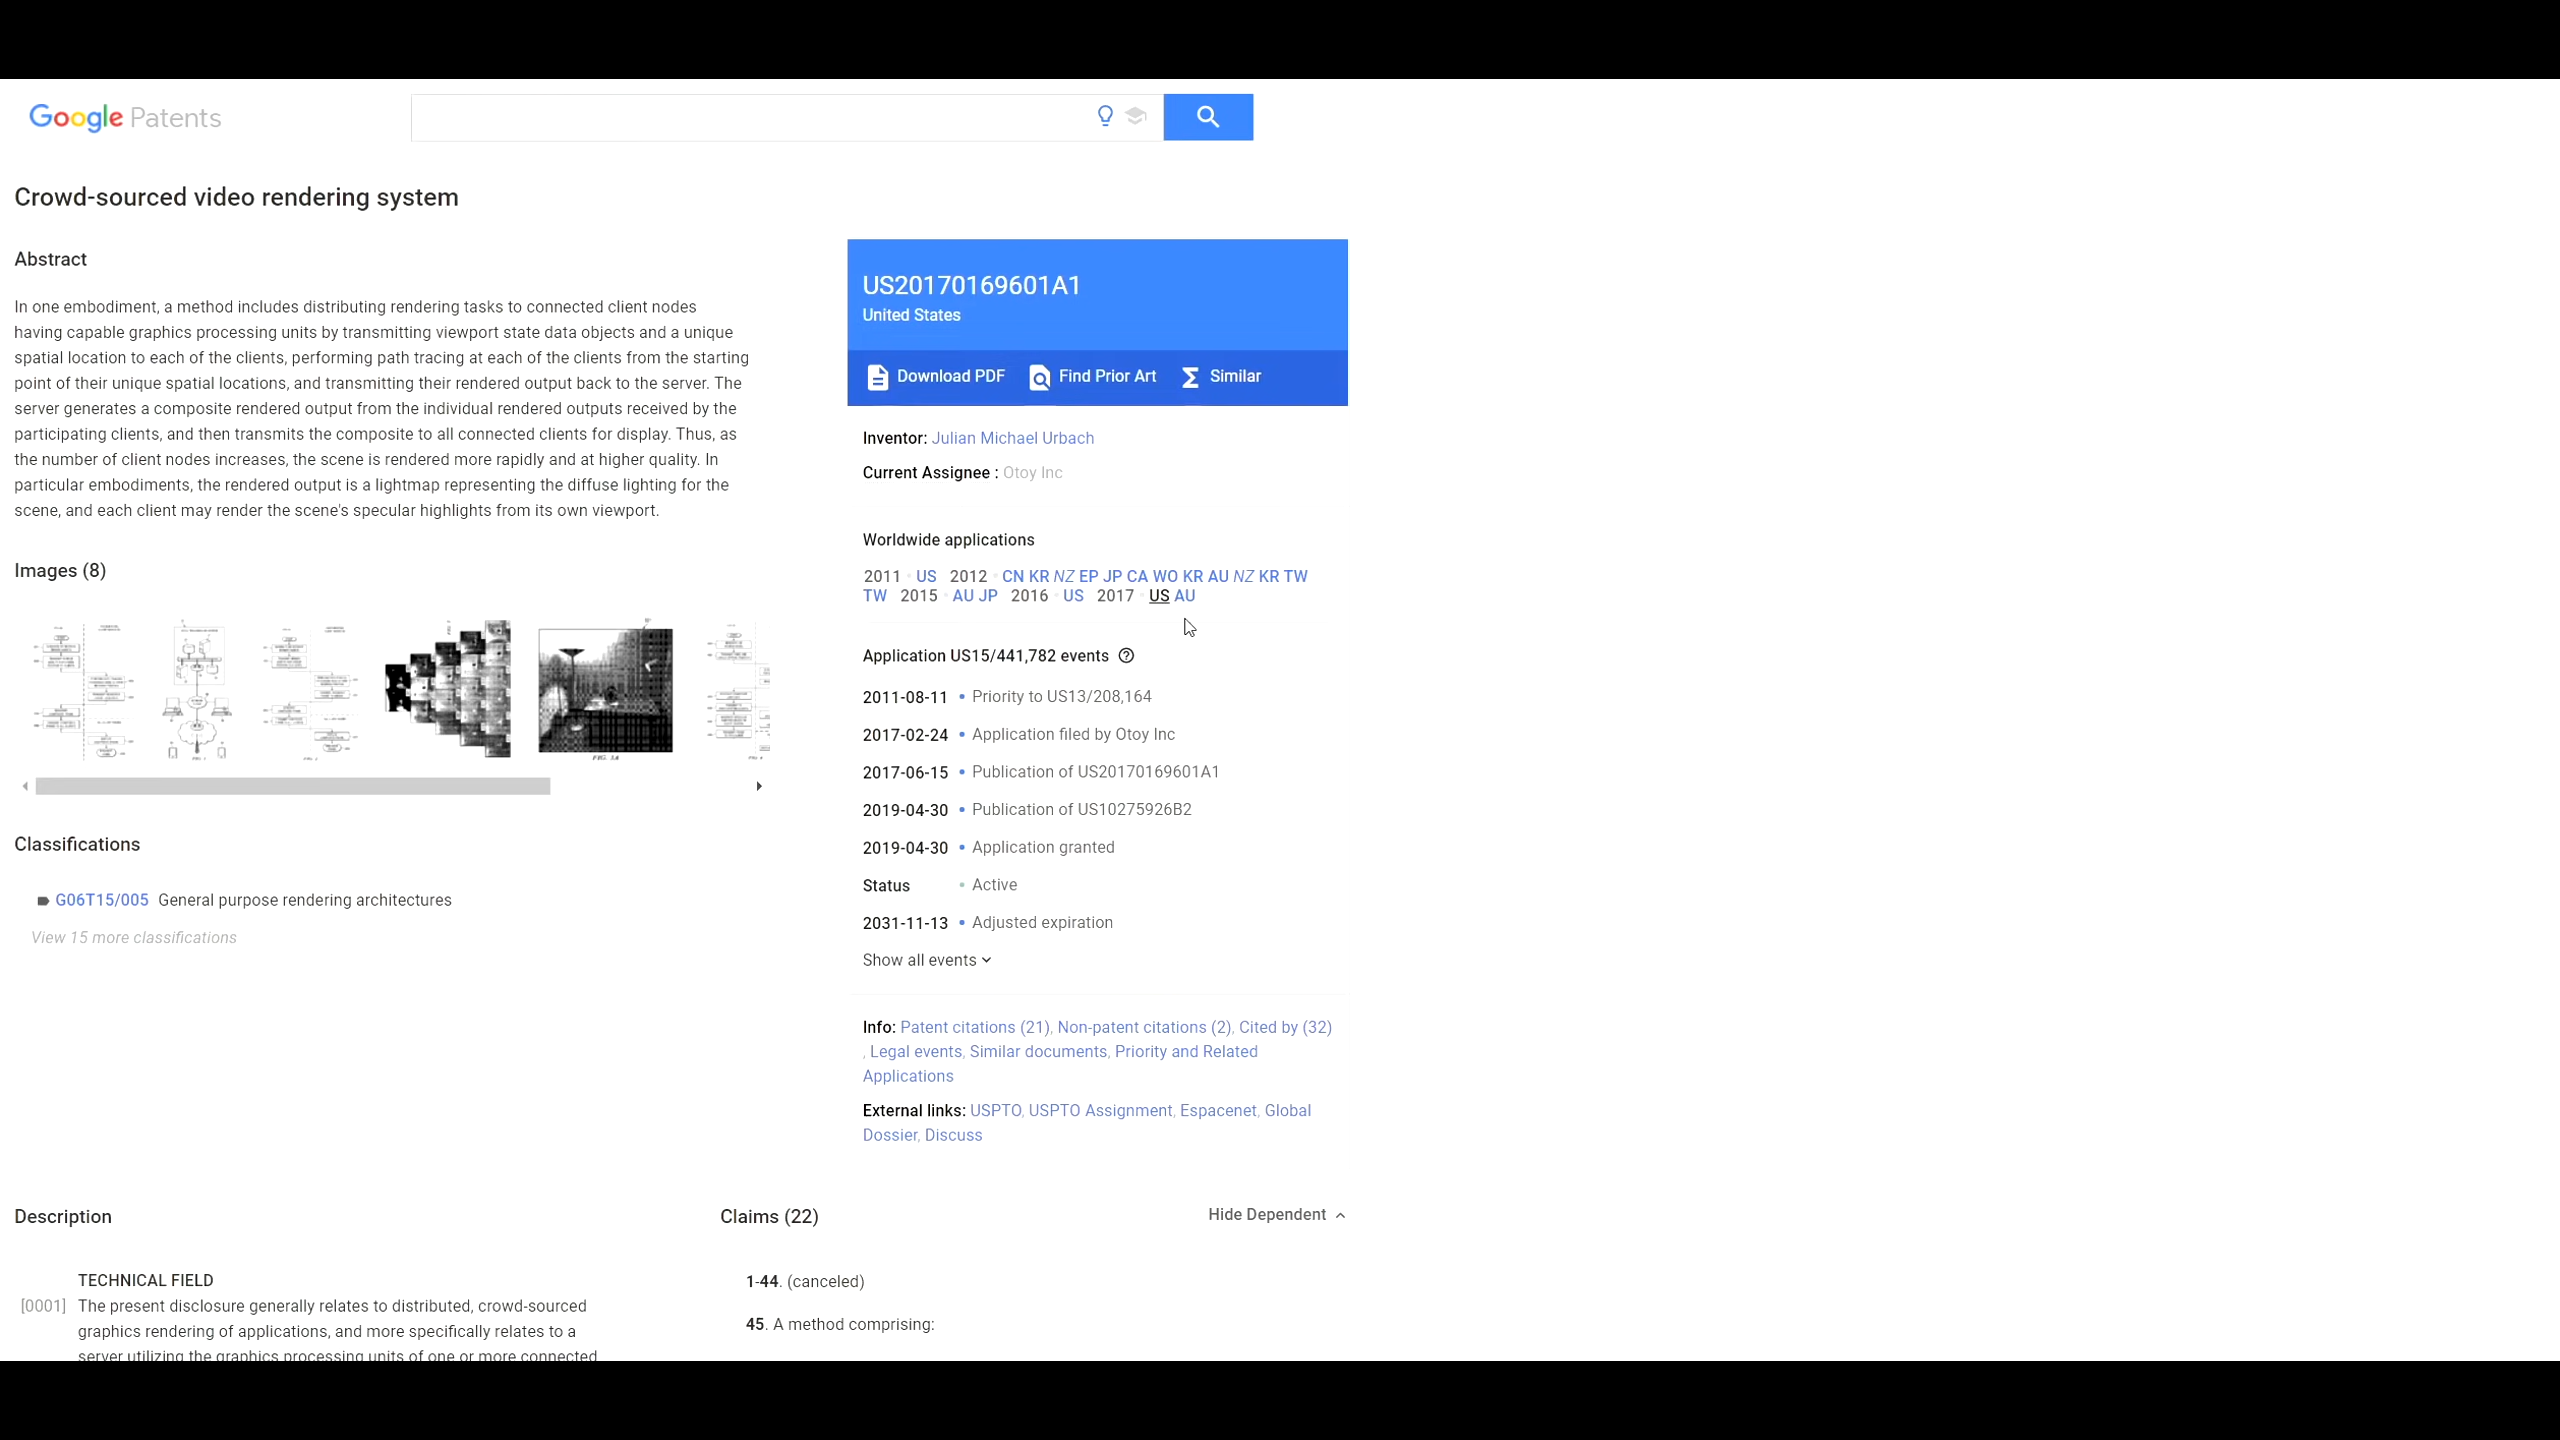 Google Patents
Crowd-sourced video rendering system
Abstract
In one embodiment, a method includes distributing rendering tasks to connected client nodes
having capable graphics processing units by transmitting viewport state data objects and a unique
spatial location to each of the clients, performing path tracing at each of the clients from the starting
point of their unique spatial locations, and transmitting their rendered output back to the server. The
server generates a composite rendered output from the individual rendered outputs received by the
participating clients, and then transmits the composite to all connected clients for display. Thus, as
the number of client nodes increases, the scene is rendered more rapidly and at higher quality. In
particular embodiments, the rendered output is a lightmap representing the diffuse lighting for the
scene, and each client may render the scene's specular highlights from its own viewport.
Images (8)
FIG. 3A
Classifications
G06T15/005 General purpose rendering architectures
View 15 more classifications
US20170169601A1
United States
Download PDF Find Prior Art Similar
Inventor: Julian Michael Urbach
Current Assignee : Otoy Inc
Worldwide applications
2011 · US 2012 · CN KR NZ EP JP CA WO KR AU NZ KR TW
TW 2015 · AU JP 2016 · US 2017 · US AU
Application US15/441,782 events
2011-08-11 • Priority to US13/208,164
2017-02-24 • Application filed by Otoy Inc
2017-06-15 • Publication of US20170169601A1
2019-04-30 • Publication of US10275926B2
2019-04-30 • Application granted
Status • Active
2031-11-13 • Adjusted expiration
Show all events
Info: Patent citations (21), Non-patent citations (2), Cited by (32)
, Legal events, Similar documents, Priority and Related
Applications
External links: USPTO, USPTO Assignment, Espacenet, Global
Dossier, Discuss
Description
TECHNICAL FIELD
[0001] The present disclosure generally relates to distributed, crowd-sourced
graphics rendering of applications, and more specifically relates to a
server utilizing the graphics processing units of one or more connected
Claims (22)
Hide Dependent
1-44. (canceled)
45. A method comprising: